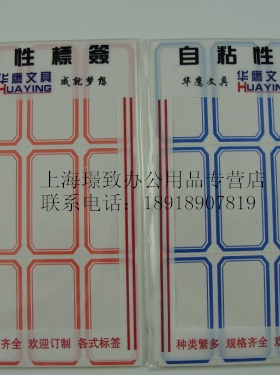 性標簽
华鹰文具
HUAYING
成就梦想
自粘性
华鹰文具
华鹰
HUA
上海璟致办公用品专营店
联系电话：18918907819
齐全 欢迎订制 各式标签
种类繁多 规格齐全 欢